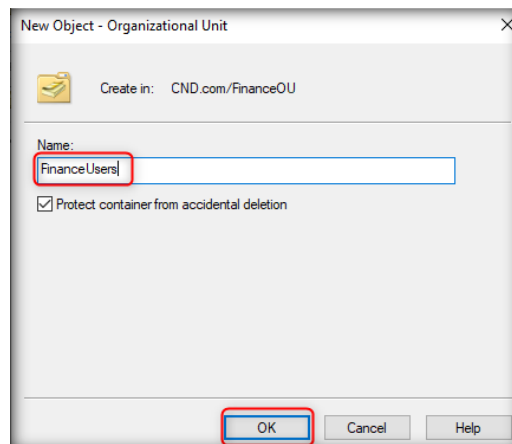 New Object - Organizational Unit
Create in: CND.com/FinanceOU
Name:
FinanceUsers
Protect container from accidental deletion
OK Cancel Help